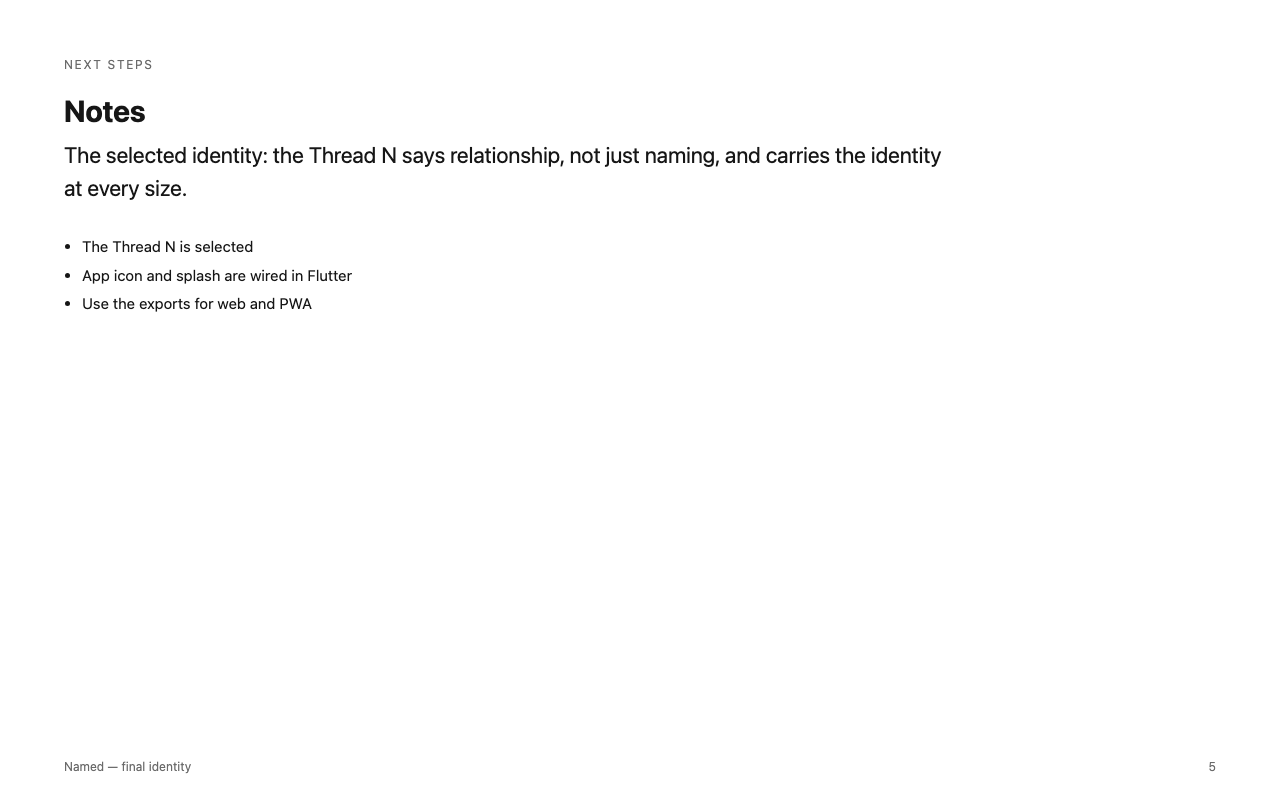 NEXT STEPS
Notes
The selected identity: the Thread N says relationship, not just naming, and carries the identity
at every size.
• The Thread N is selected
• App icon and splash are wired in Flutter
• Use the exports for web and PWA
Named — final identity
5